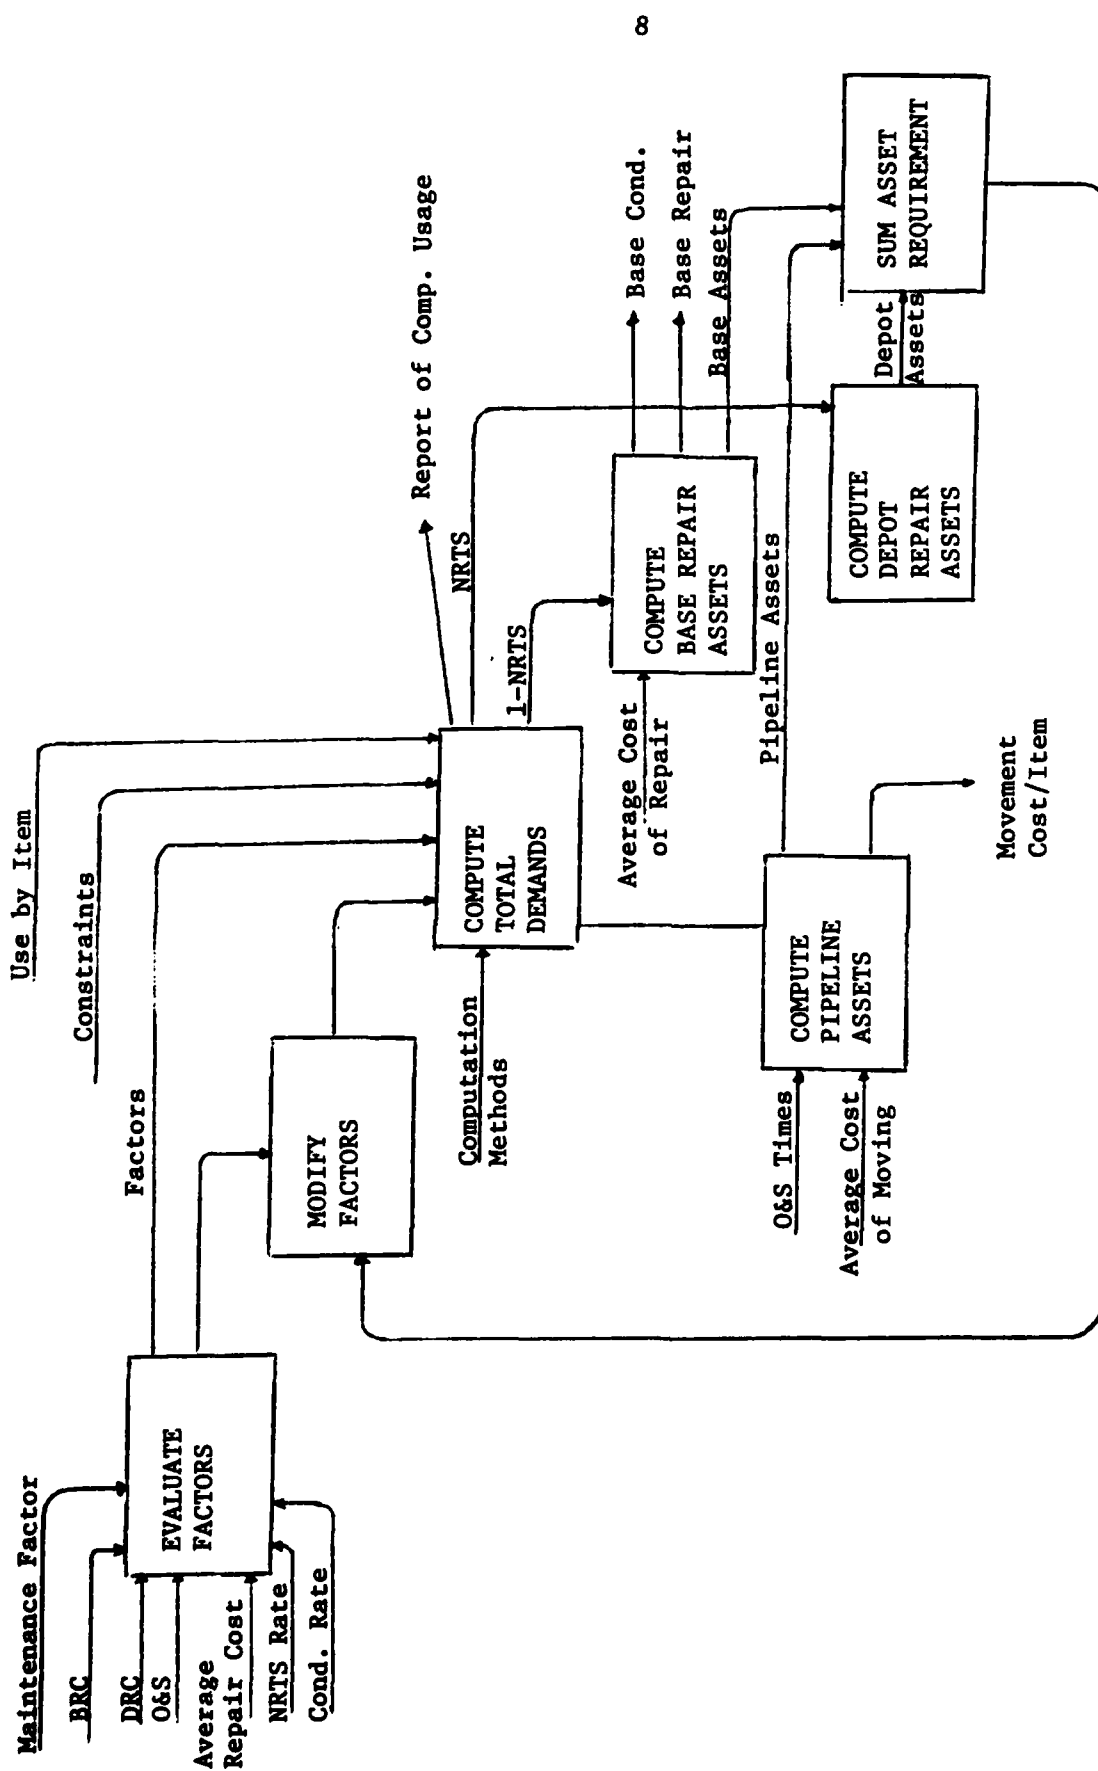 8
Maintenance Factor
BRC
DRC
O&S
Average
Repair Cost
NRTS Rate
Cond. Rate
EVALUATE
FACTORS
Factors
Constraints
Use by Item
MODIFY
FACTORS
Computation
Methods
COMPUTE
TOTAL
DEMANDS
Report of Comp. Usage
NRTS
1-NRTS
Average Cost
of Repair
COMPUTE
BASE REPAIR
ASSETS
Base Cond.
Base Repair
Base Assets
O&S Times
Average Cost
of Moving
COMPUTE
PIPELINE
ASSETS
Pipeline Assets
Movement
Cost/Item
COMPUTE
DEPOT
REPAIR
ASSETS
Depot
Assets
SUM ASSET
REQUIREMENT